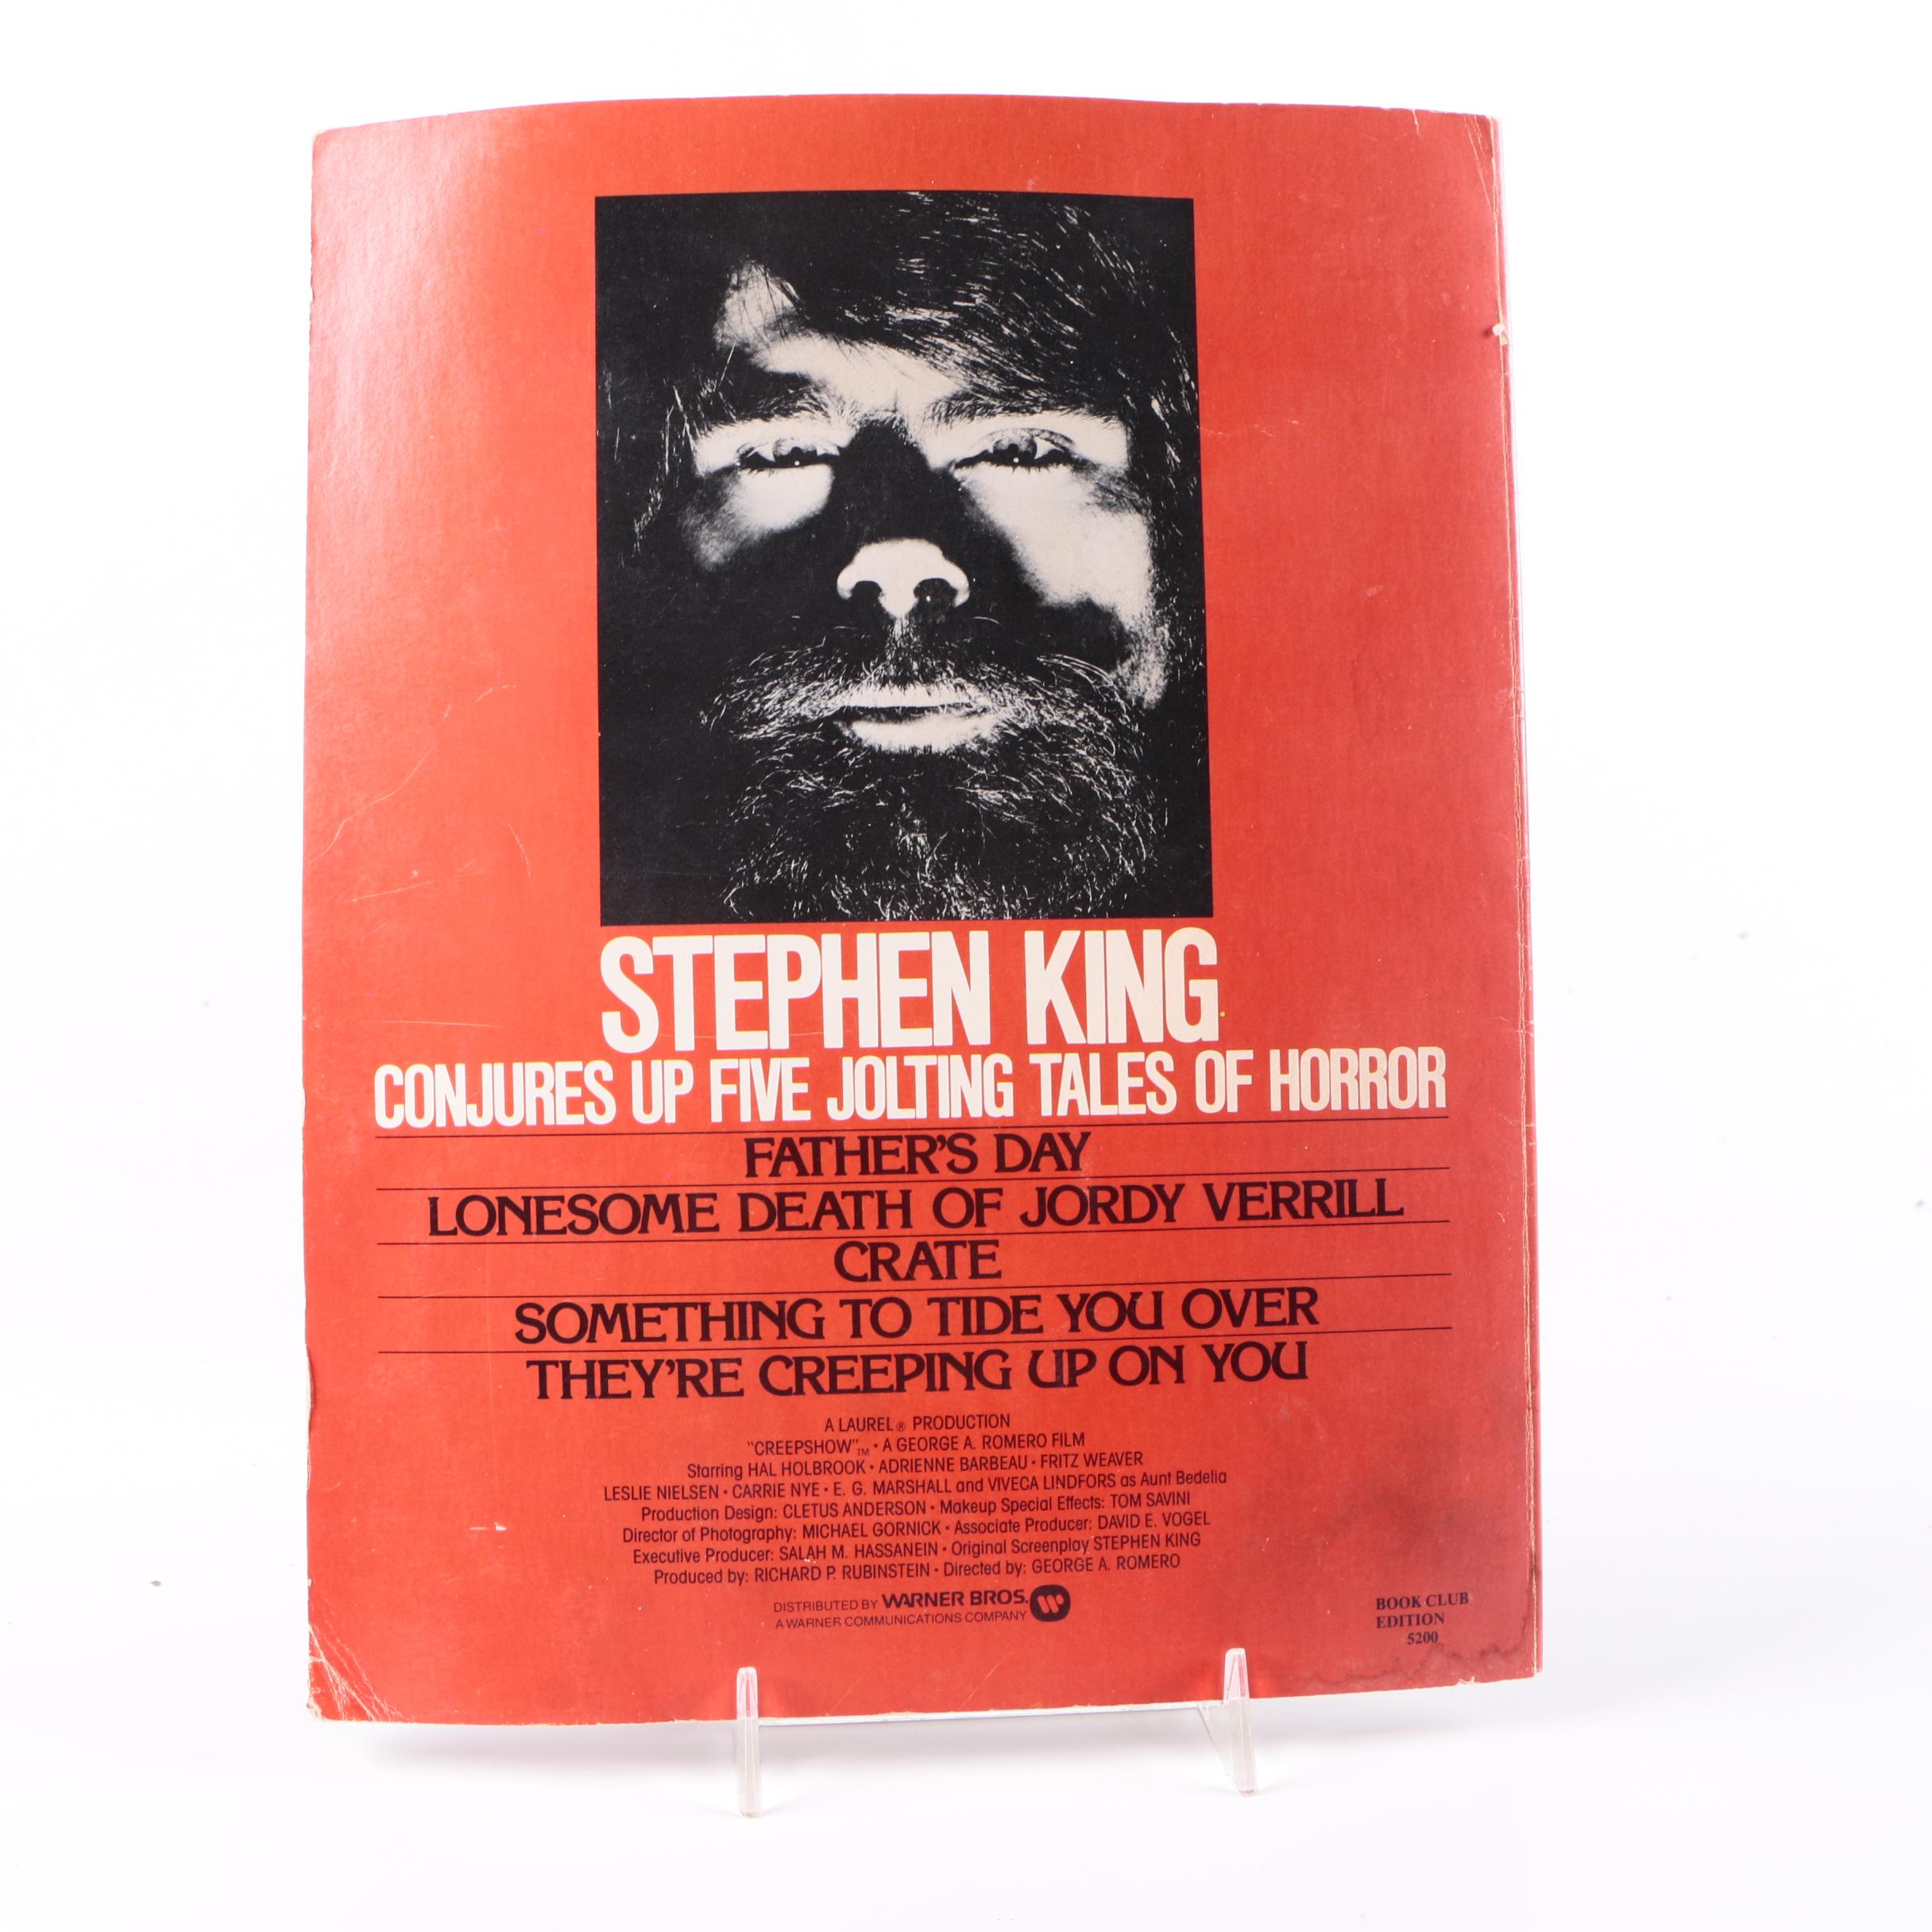 STEPHEN KING
CONJURES UP FIVE JOLTING TALES OF HORROR
FATHER'S DAY
LONESOME DEATH OF JORDY VERRILL
CRATE
SOMETHING TO TIDE YOU OVER
THEY'RE CREEPING UP ON YOU
A LAUREL® PRODUCTION
"CREEPSHOW"™ • A GEORGE A. ROMERO FILM
Starring HAL HOLBROOK • ADRIENNE BARBEAU • FRITZ WEAVER
LESLIE NIELSEN • CARRIE NYE • E. G. MARSHALL and VIVECA LINDFORS as Aunt Bedelia
Production Design: CLETUS ANDERSON • Makeup Special Effects: TOM SAVINI
Director of Photography: MICHAEL GORNICK • Associate Producer: DAVID E. VOGEL
Executive Producer: SALAH M. HASSANEIN • Original Screenplay STEPHEN KING
Produced by: RICHARD P. RUBINSTEIN • Directed by: GEORGE A. ROMERO
DISTRIBUTED BY WARNER BROS.
A WARNER COMMUNICATIONS COMPANY
BOOK CLUB
EDITION
5200